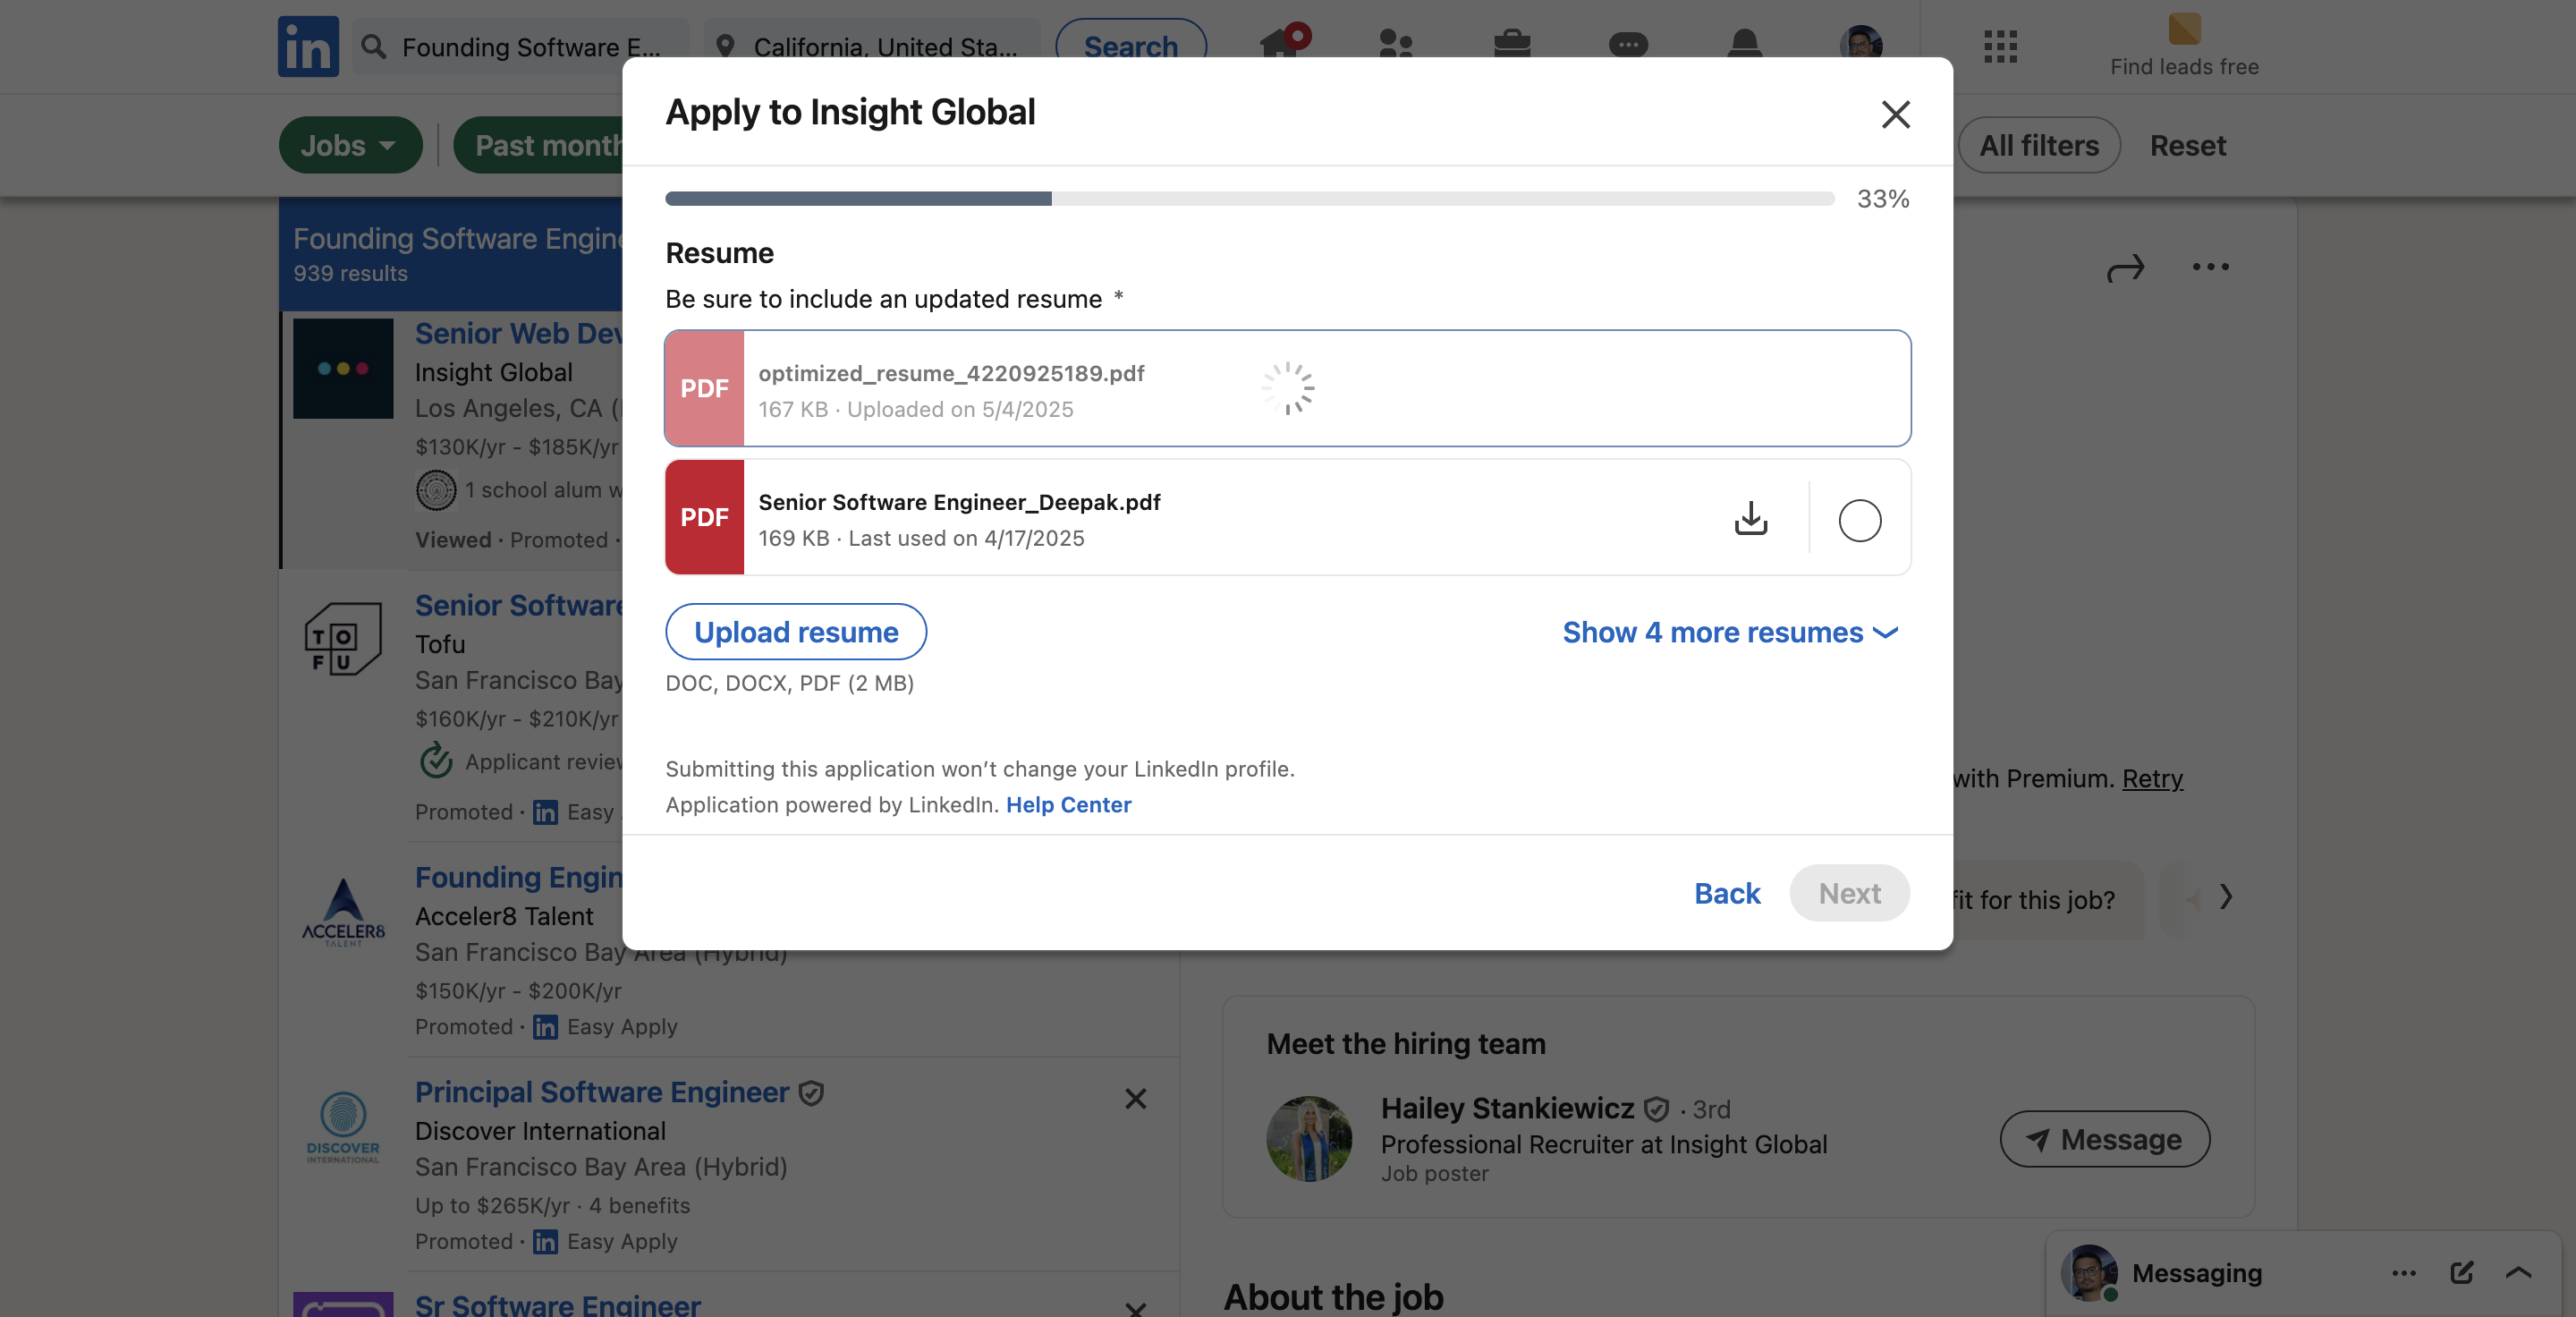 in
Founding Software E...
California, United Sta...
Search
Find leads free
Jobs
Past month
All filters
Reset
Founding Software Engine
939 results
Senior Web Dev
Insight Global
Los Angeles, CA
$130K/yr - $185K/yr
1 school alum w
Viewed · Promoted ·
TOFU
Senior Software
Tofu
San Francisco Bay
$160K/yr - $210K/yr
Applicant review
Promoted · in Easy
ACCELER8
TALENT
Founding Engin
Acceler8 Talent
San Francisco Bay Area (Hybrid)
$150K/yr - $200K/yr
Promoted · in Easy Apply
DISCOVER
INTERNATIONAL
Principal Software Engineer
Discover International
San Francisco Bay Area (Hybrid)
Up to $265K/yr · 4 benefits
Promoted · in Easy Apply
Sr Software Engineer
Apply to Insight Global
33%
Resume
Be sure to include an updated resume *
PDF
optimized_resume_4220925189.pdf
167 KB · Uploaded on 5/4/2025
PDF
Senior Software Engineer_Deepak.pdf
169 KB · Last used on 4/17/2025
Upload resume
Show 4 more resumes
DOC, DOCX, PDF (2 MB)
Submitting this application won’t change your LinkedIn profile.
Application powered by LinkedIn. Help Center
Back
Next
with Premium. Retry
fit for this job?
Meet the hiring team
Hailey Stankiewicz · 3rd
Professional Recruiter at Insight Global
Job poster
Message
About the job
Messaging